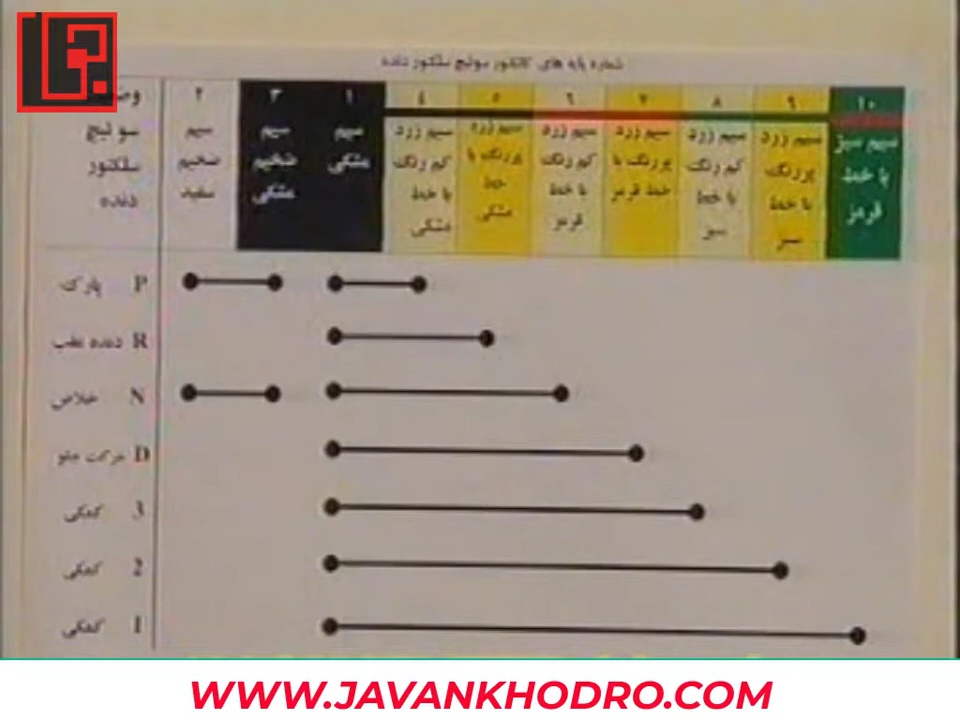 شماره پایه های کانکتور سوئیچ سلکتور دنده
وضعیت سوئیچ سلکتور دنده
۲ سیم ضخیم سفید
۳ سیم ضخیم مشکی
۱ سیم مشکی
۴ سیم زرد کم رنگ با خط مشکی
۵ سیم زرد پررنگ با خط مشکی
۶ سیم زرد کم رنگ با خط قرمز
۷ سیم زرد پررنگ با خط قرمز
۸ سیم زرد کم رنگ با خط سبز
۹ سیم زرد پررنگ با خط سبز
۱۰ سیم سبز با خط قرمز
P پارک
R دنده عقب
N خلاص
D حرکت جلو
3 کمکی
2 کمکی
1 کمکی
WWW.JAVANKHODRO.COM